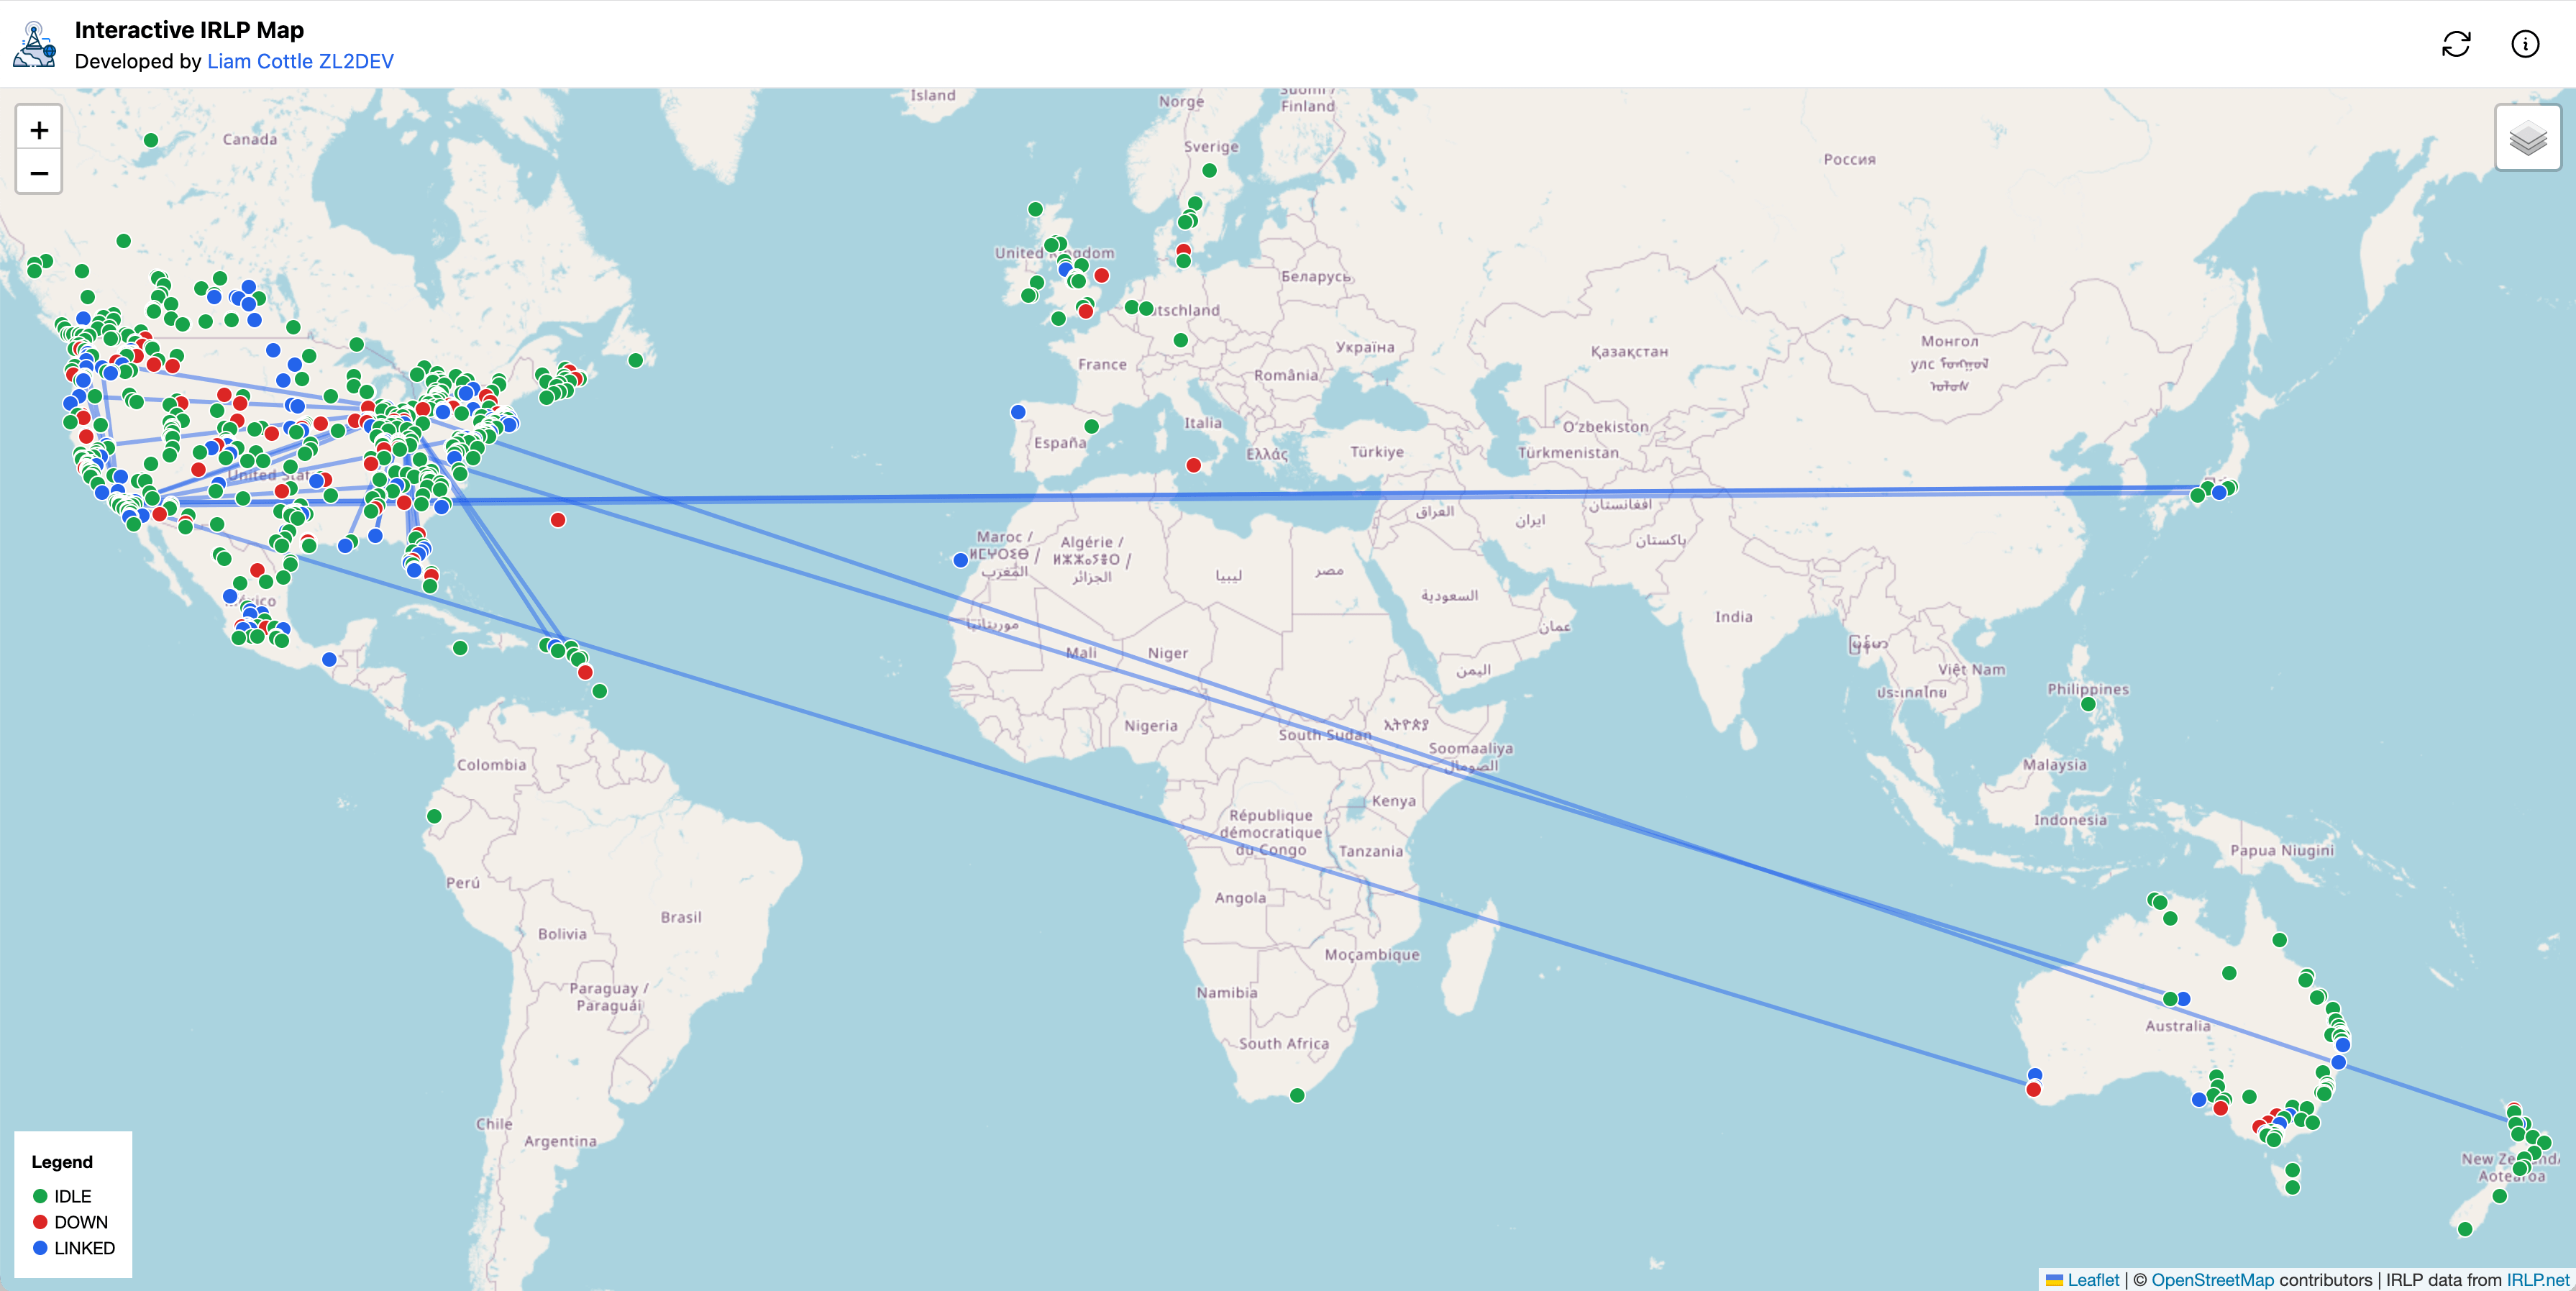 Interactive IRLP Map
Developed by Liam Cottle ZL2DEV
+
−
Island
Norge
Suomi /
Finland
Canada
Sverige
Россия
United Kingdom
Беларусь
Deutschland
Монгол
улс
Україна
Қазақстан
France
România
Italia
O'zbekiston
España
Ελλάς
Türkiye
Türkmenistan
United States
العراق
افغانستان
ایران
پاکستان
Maroc /
ⵍⵎⵖⵔⵉⴱ /
المغرب
Algérie /
ⵍⵣⵣⴰⵢⴻⵔ /
الجزائر
ليبيا
مصر
السعودية
México
India
موريتانيا
عمان
Mali
Niger
اليمن
Việt Nam
ประเทศไทย
Philippines
Nigeria
South Sudan
ኢትዮጵያ
Soomaaliya
الصومال
Colombia
Malaysia
Kenya
République
démocratique
du Congo
Indonesia
Tanzania
Papua Niugini
Perú
Angola
Brasil
Bolivia
Moçambique
Namibia
Paraguay /
Paraguái
Australia
South Africa
Chile
Argentina
New Zealand/
Aotearoa
Legend
IDLE
DOWN
LINKED
Leaflet | © OpenStreetMap contributors | IRLP data from IRLP.net